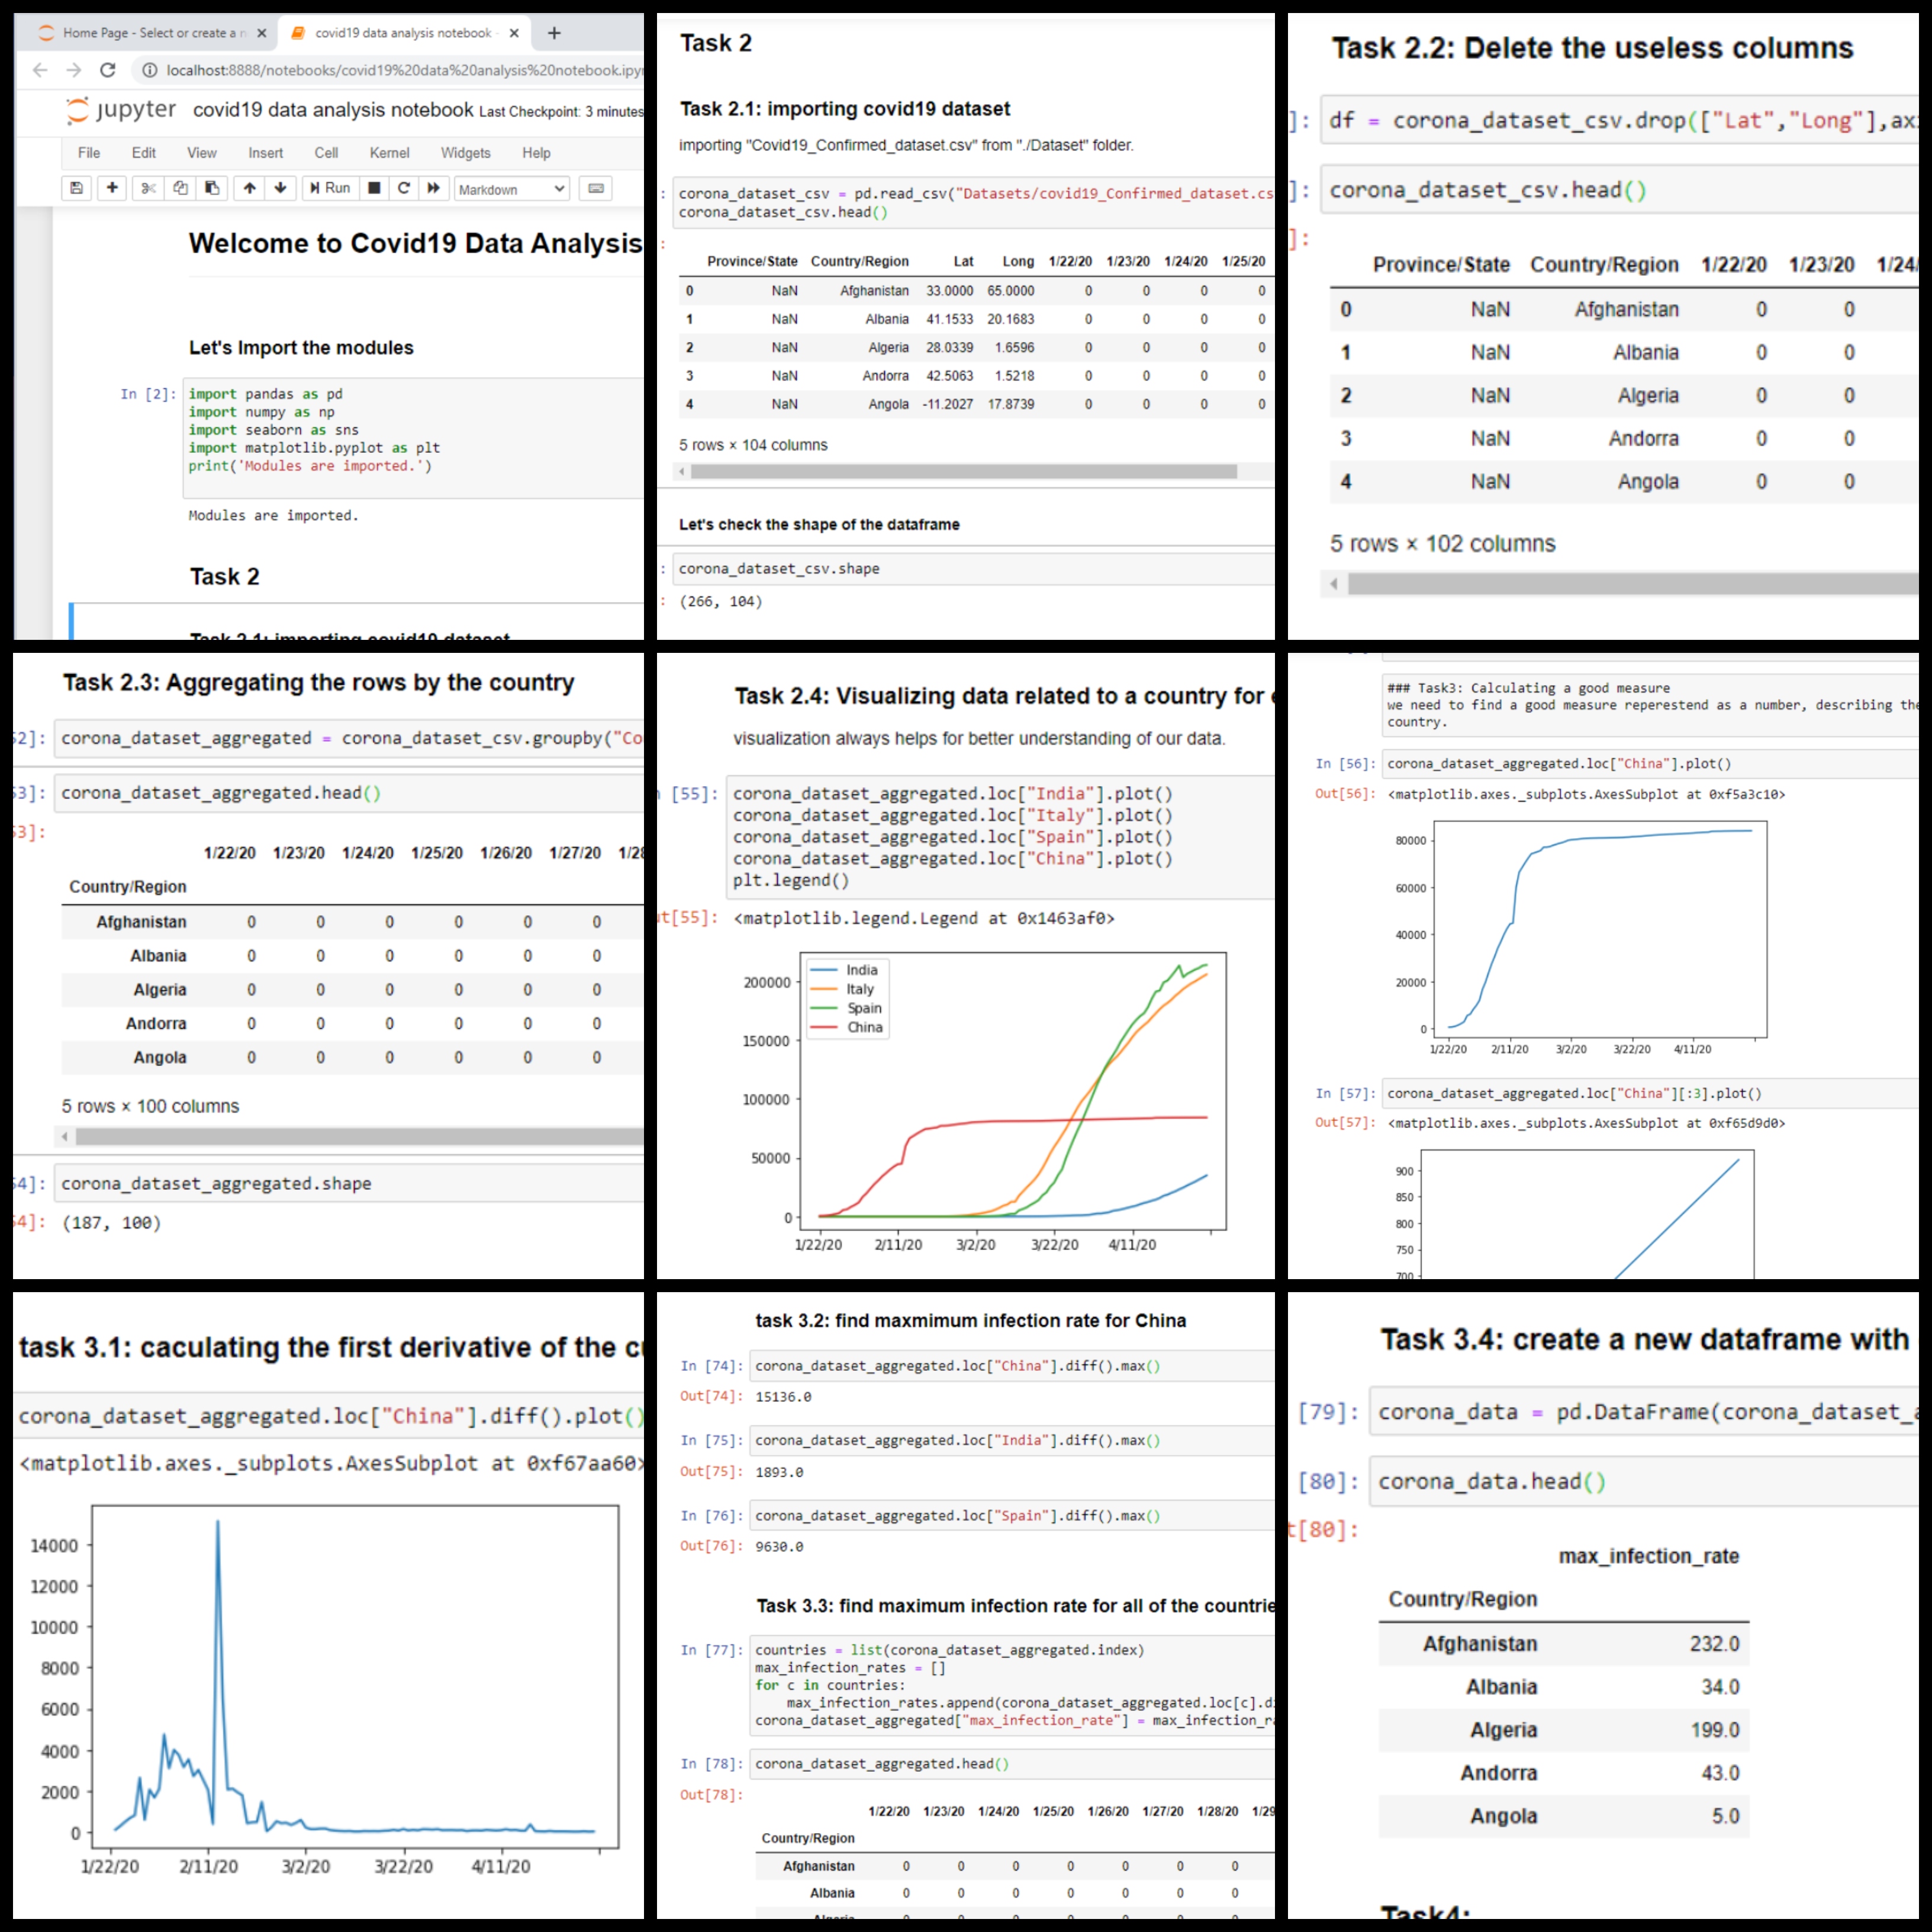 Home Page - Select or create a n
covid19 data analysis notebook
localhost:8888/notebooks/covid19%20data%20analysis%20notebook.ipyn
jupyter covid19 data analysis notebook Last Checkpoint: 3 minutes
File Edit View Insert Cell Kernel Widgets Help
Run Markdown
Welcome to Covid19 Data Analysis
Let's Import the modules
In [2]: import pandas as pd
import numpy as np
import seaborn as sns
import matplotlib.pyplot as plt
print('Modules are imported.')
Modules are imported.
Task 2
Task 2.1: importing covid19 dataset
Task 2
Task 2.1: importing covid19 dataset
importing "Covid19_Confirmed_dataset.csv" from "./Dataset" folder.
: corona_dataset_csv = pd.read_csv("Datasets/covid19_Confirmed_dataset.cs
corona_dataset_csv.head()
:
Province/State Country/Region Lat Long 1/22/20 1/23/20 1/24/20 1/25/20
0 NaN Afghanistan 33.0000 65.0000 0 0 0 0
1 NaN Albania 41.1533 20.1683 0 0 0 0
2 NaN Algeria 28.0339 1.6596 0 0 0 0
3 NaN Andorra 42.5063 1.5218 0 0 0 0
4 NaN Angola -11.2027 17.8739 0 0 0 0
5 rows × 104 columns
Let's check the shape of the dataframe
: corona_dataset_csv.shape
: (266, 104)
Task 2.2: Delete the useless columns
]: df = corona_dataset_csv.drop(["Lat","Long"],ax
]: corona_dataset_csv.head()
]:
Province/State Country/Region 1/22/20 1/23/20 1/24/
0 NaN Afghanistan 0 0
1 NaN Albania 0 0
2 NaN Algeria 0 0
3 NaN Andorra 0 0
4 NaN Angola 0 0
5 rows × 102 columns
Task 2.3: Aggregating the rows by the country
52]: corona_dataset_aggregated = corona_dataset_csv.groupby("Co
53]: corona_dataset_aggregated.head()
53]:
1/22/20 1/23/20 1/24/20 1/25/20 1/26/20 1/27/20 1/28
Country/Region
Afghanistan 0 0 0 0 0 0
Albania 0 0 0 0 0 0
Algeria 0 0 0 0 0 0
Andorra 0 0 0 0 0 0
Angola 0 0 0 0 0 0
5 rows × 100 columns
54]: corona_dataset_aggregated.shape
54]: (187, 100)
Task 2.4: Visualizing data related to a country for e
visualization always helps for better understanding of our data.
n [55]: corona_dataset_aggregated.loc["India"].plot()
corona_dataset_aggregated.loc["Italy"].plot()
corona_dataset_aggregated.loc["Spain"].plot()
corona_dataset_aggregated.loc["China"].plot()
plt.legend()
ut[55]: <matplotlib.legend.Legend at 0x1463af0>
India
Italy
Spain
China
200000
150000
100000
50000
0
1/22/20 2/11/20 3/2/20 3/22/20 4/11/20
### Task3: Calculating a good measure
we need to find a good measure reperestend as a number, describing the
country.
In [56]: corona_dataset_aggregated.loc["China"].plot()
Out[56]: <matplotlib.axes._subplots.AxesSubplot at 0xf5a3c10>
80000
60000
40000
20000
0
1/22/20 2/11/20 3/2/20 3/22/20 4/11/20
In [57]: corona_dataset_aggregated.loc["China"][:3].plot()
Out[57]: <matplotlib.axes._subplots.AxesSubplot at 0xf65d9d0>
900
850
800
750
700
task 3.1: caculating the first derivative of the cu
corona_dataset_aggregated.loc["China"].diff().plot()
<matplotlib.axes._subplots.AxesSubplot at 0xf67aa60>
14000
12000
10000
8000
6000
4000
2000
0
1/22/20 2/11/20 3/2/20 3/22/20 4/11/20
task 3.2: find maxmimum infection rate for China
In [74]: corona_dataset_aggregated.loc["China"].diff().max()
Out[74]: 15136.0
In [75]: corona_dataset_aggregated.loc["India"].diff().max()
Out[75]: 1893.0
In [76]: corona_dataset_aggregated.loc["Spain"].diff().max()
Out[76]: 9630.0
Task 3.3: find maximum infection rate for all of the countrie
In [77]: countries = list(corona_dataset_aggregated.index)
max_infection_rates = []
for c in countries:
max_infection_rates.append(corona_dataset_aggregated.loc[c].d
corona_dataset_aggregated["max_infection_rate"] = max_infection_ra
In [78]: corona_dataset_aggregated.head()
Out[78]:
1/22/20 1/23/20 1/24/20 1/25/20 1/26/20 1/27/20 1/28/20 1/29
Country/Region
Afghanistan 0 0 0 0 0 0 0
Albania 0 0 0 0 0 0 0
Algeria
Task 3.4: create a new dataframe with
[79]: corona_data = pd.DataFrame(corona_dataset_a
[80]: corona_data.head()
t[80]:
max_infection_rate
Country/Region
Afghanistan 232.0
Albania 34.0
Algeria 199.0
Andorra 43.0
Angola 5.0
Task4: